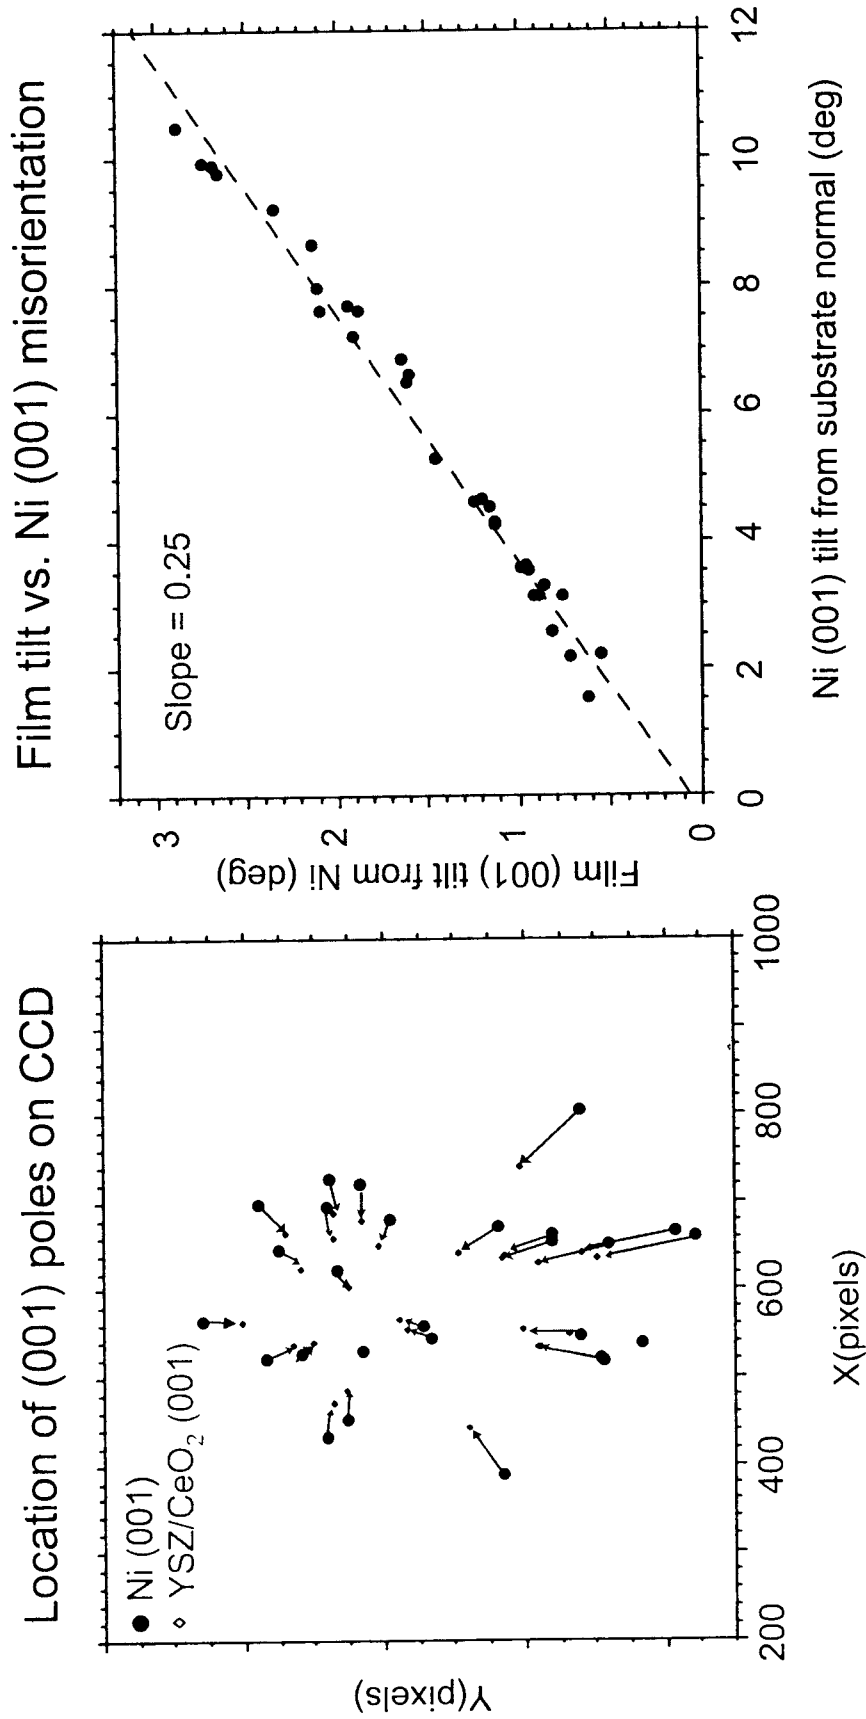 Location of (001) poles on CCD
Ni (001)
YSZ/CeO₂ (001)
Y(pixels)
200
400
600
800
1000
X(pixels)
Film tilt vs. Ni (001) misorientation
Slope = 0.25
Film (001) tilt from Ni (deg)
3
2
1
0
0
2
4
6
8
10
12
Ni (001) tilt from substrate normal (deg)